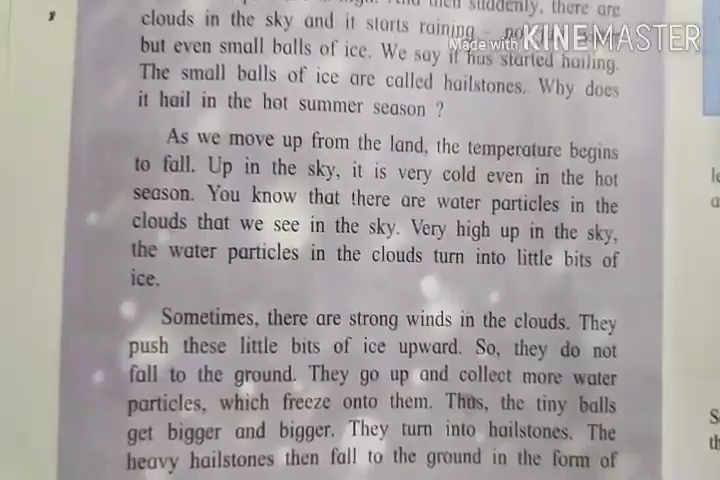 suddenly, there are
clouds in the sky and it starts raining –
but even small balls of ice. We say it has started hailing.
Made with KINEMASTER
The small balls of ice are called hailstones. Why does
it hail in the hot summer season ?
As we move up from the land, the temperature begins
to fall. Up in the sky, it is very cold even in the hot
season. You know that there are water particles in the
clouds that we see in the sky. Very high up in the sky,
the water particles in the clouds turn into little bits of
ice.
Sometimes, there are strong winds in the clouds. They
push these little bits of ice upward. So, they do not
fall to the ground. They go up and collect more water
particles, which freeze onto them. Thus, the tiny balls
get bigger and bigger. They turn into hailstones. The
heavy hailstones then fall to the ground in the form of